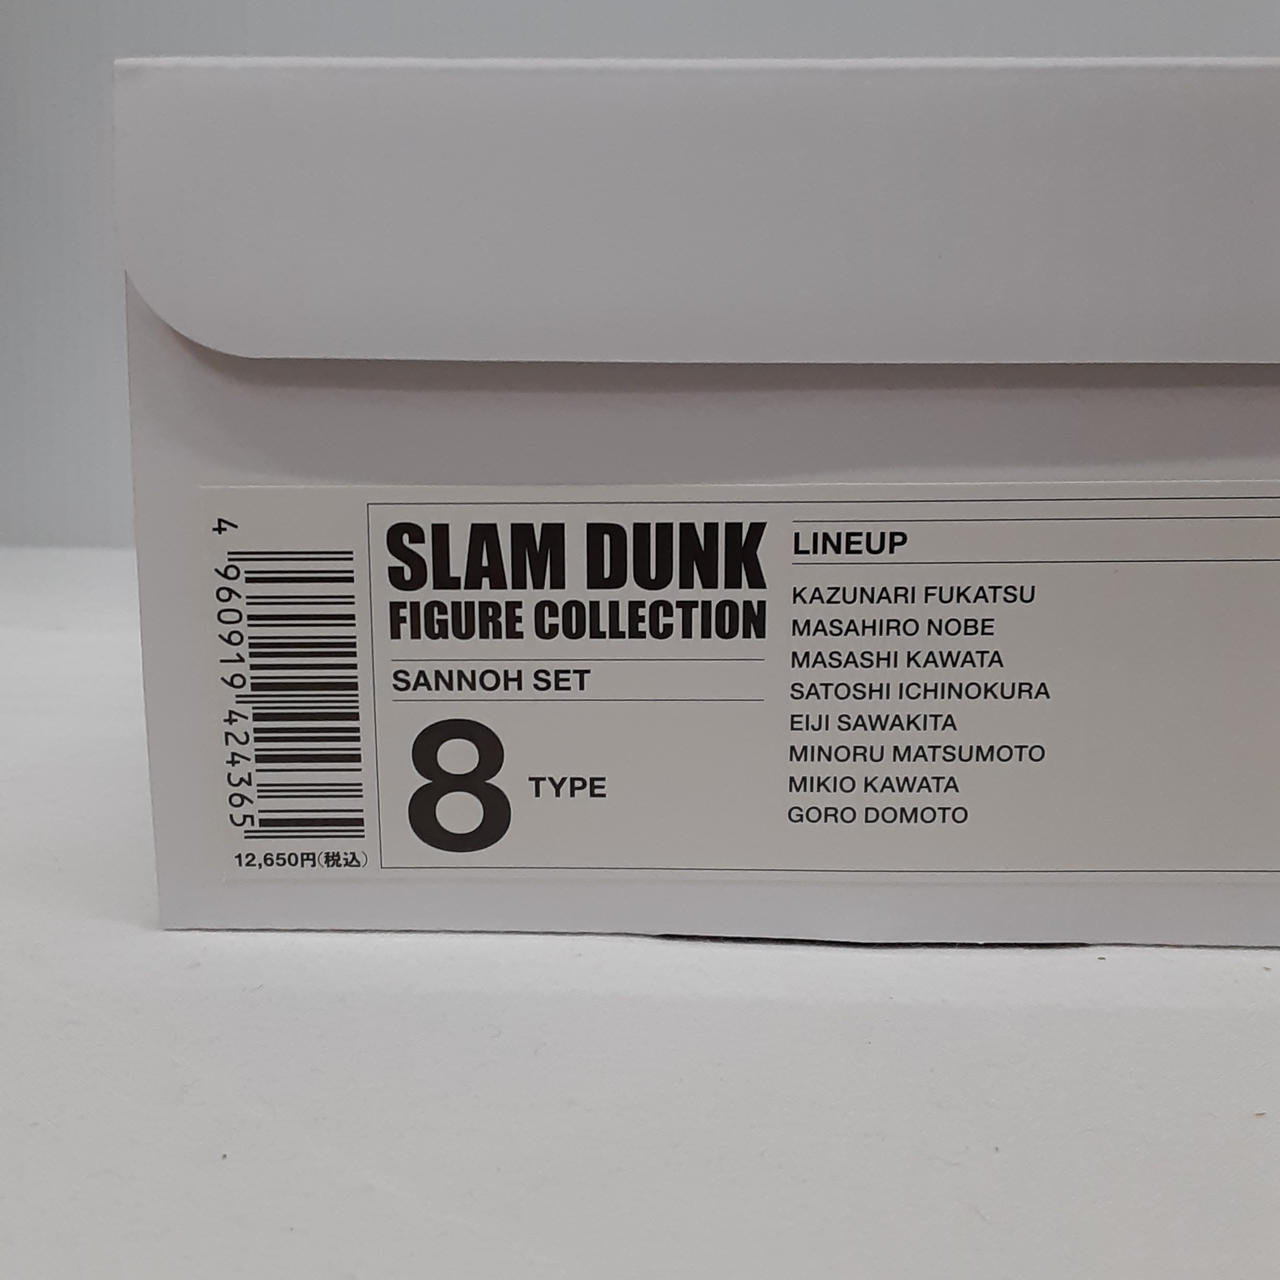 4 960919 424365
12,650円(税込)
SLAM DUNK
FIGURE COLLECTION
SANNOH SET
8 TYPE
LINEUP
KAZUNARI FUKATSU
MASAHIRO NOBE
MASASHI KAWATA
SATOSHI ICHINOKURA
EIJI SAWAKITA
MINORU MATSUMOTO
MIKIO KAWATA
GORO DOMOTO